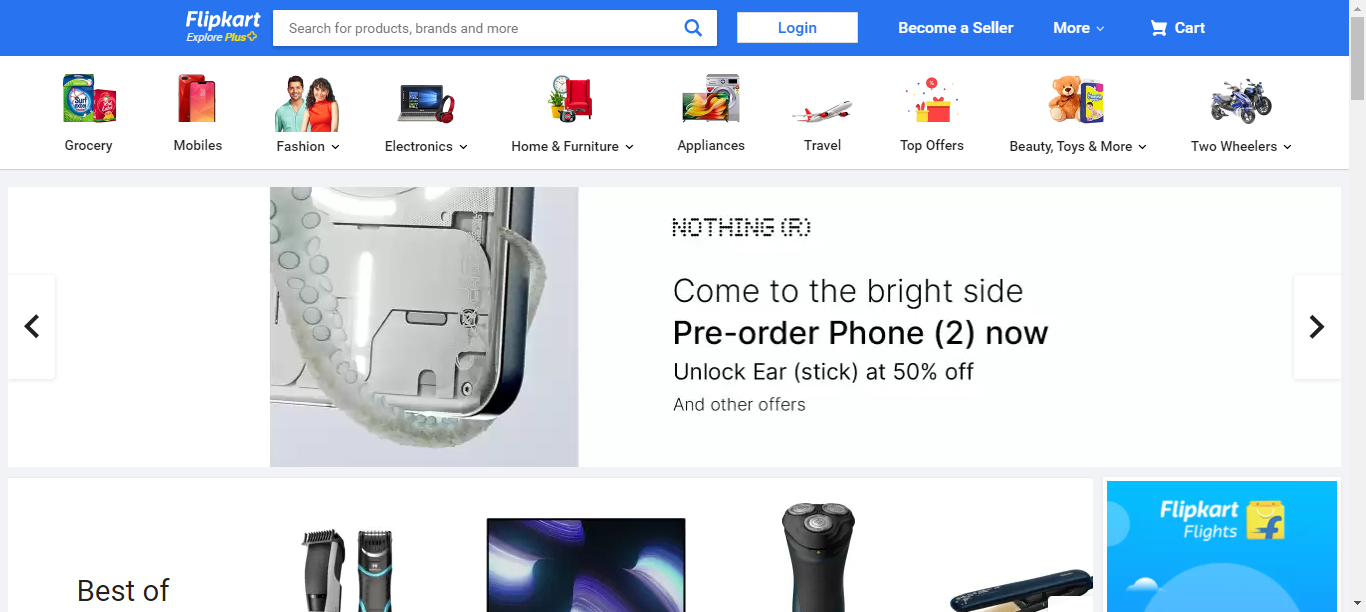 Flipkart
Explore Plus
Search for products, brands and more
Login
Become a Seller
More
Cart
Grocery
Mobiles
Fashion
Electronics
Home & Furniture
Appliances
Travel
Top Offers
Beauty, Toys & More
Two Wheelers
NOTHING (R)
Come to the bright side
Pre-order Phone (2) now
Unlock Ear (stick) at 50% off
And other offers
Best of
Flipkart
Flights